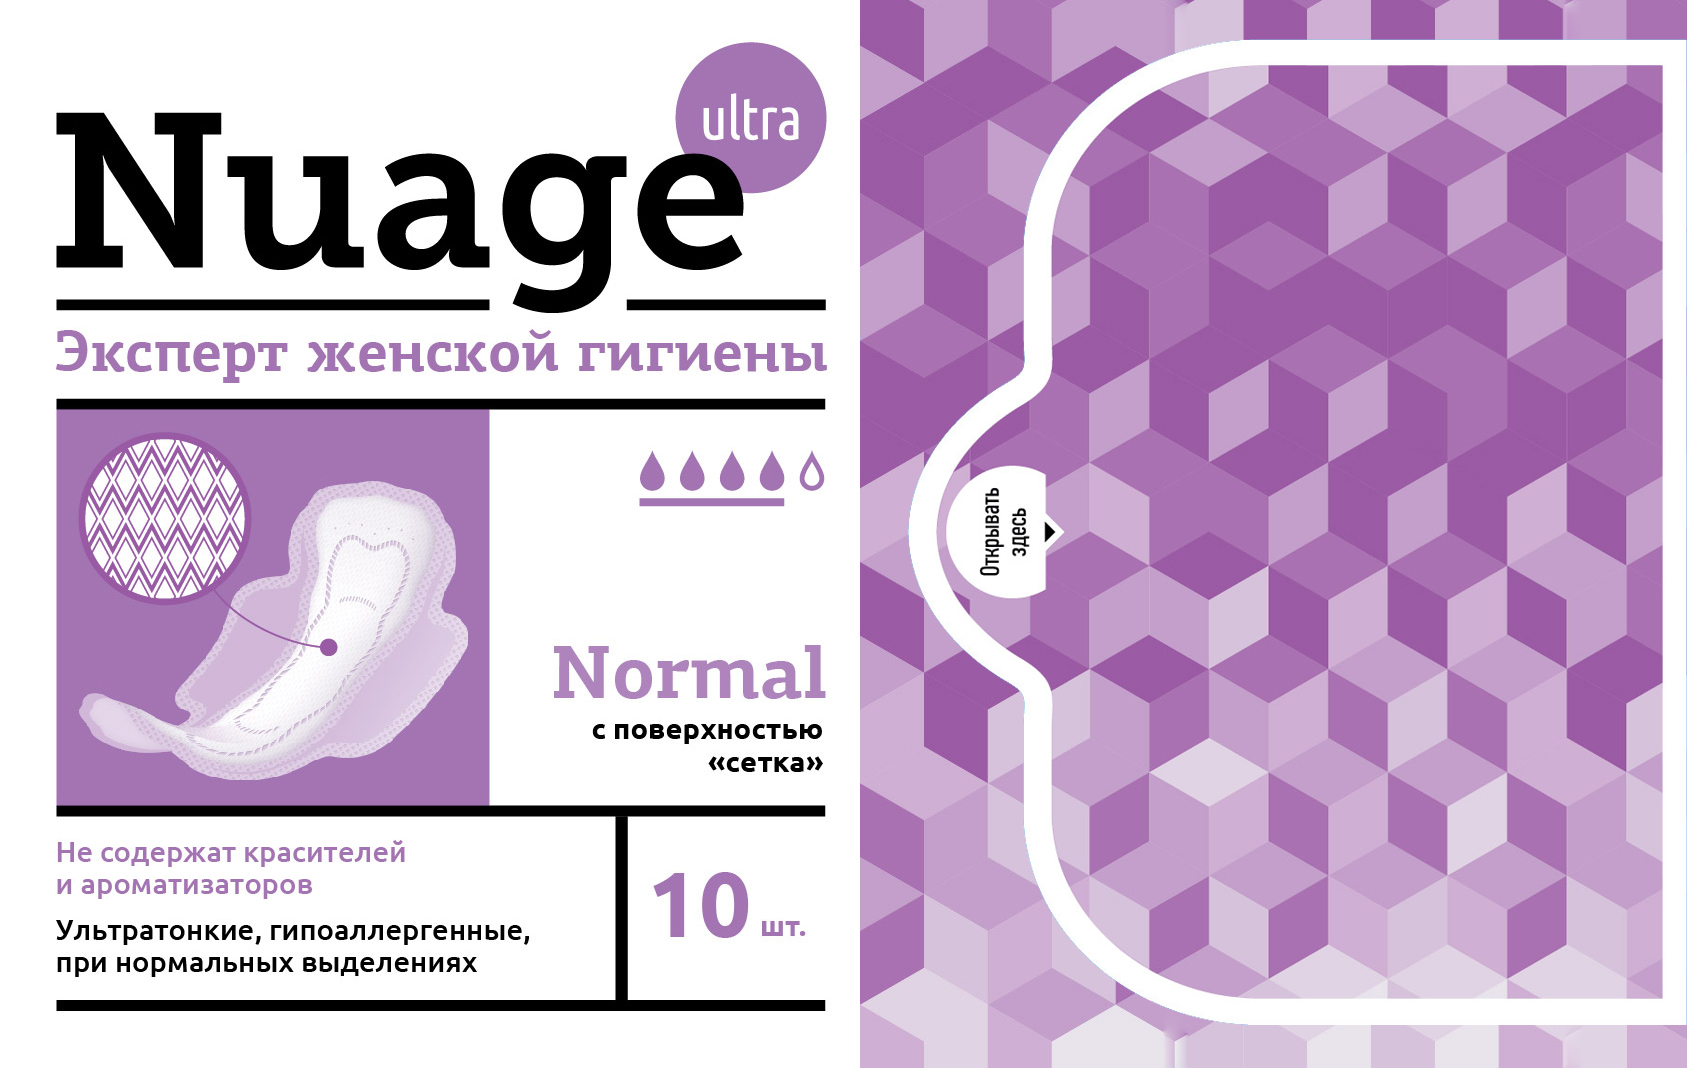 ultra
Nuage
Эксперт женской гигиены
Normal
с поверхностью
«сетка»
Не содержат красителей
и ароматизаторов
Ультратонкие, гипоаллергенные,
при нормальных выделениях
10 шт.
Открывать
здесь